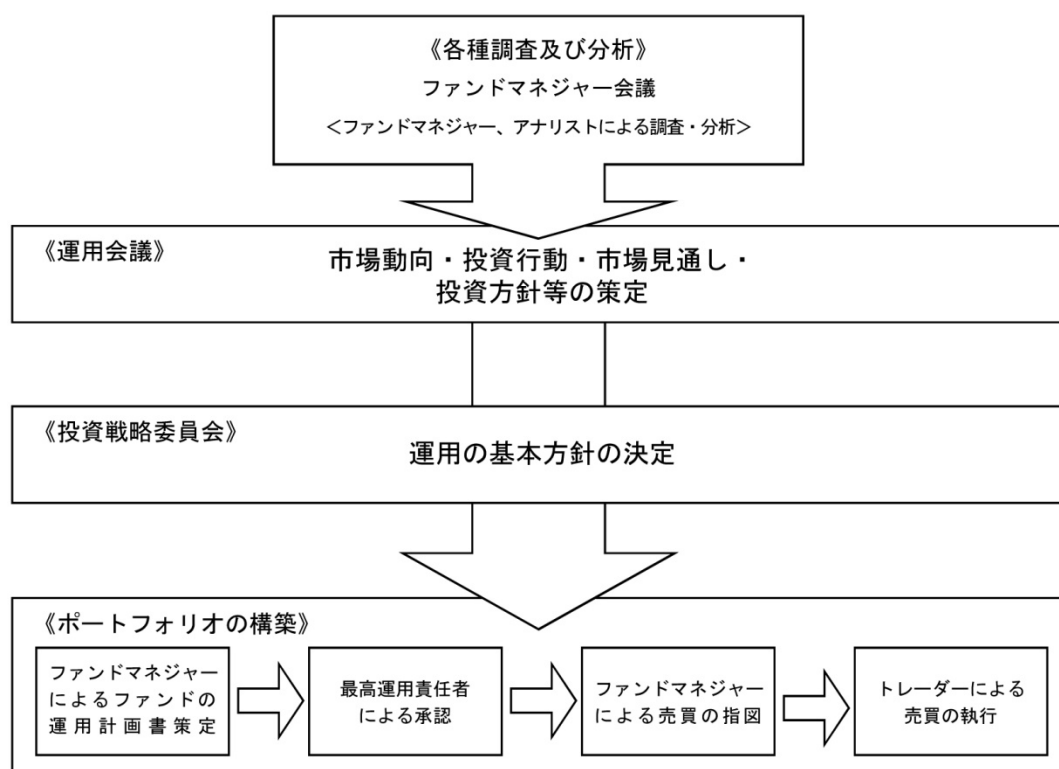 《各種調査及び分析》
ファンドマネジャー会議
＜ファンドマネジャー、アナリストによる調査・分析＞
《運用会議》
市場動向・投資行動・市場見通し・
投資方針等の策定
《投資戦略委員会》
運用の基本方針の決定
《ポートフォリオの構築》
ファンドマネジャー
によるファンドの
運用計画書策定
最高運用責任者
による承認
ファンドマネジャー
による売買の指図
トレーダーによる
売買の執行